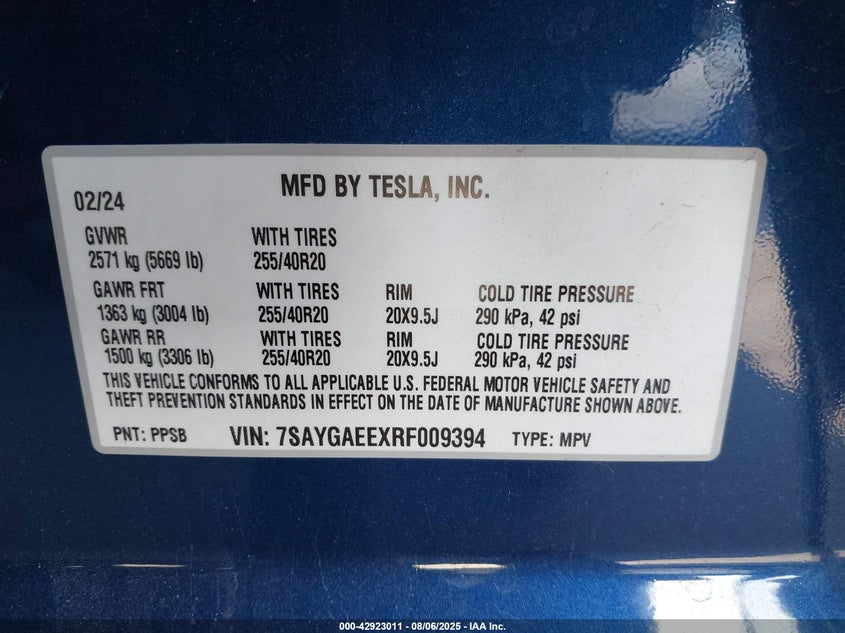 MFD BY TESLA, INC.
02/24
GVWR WITH TIRES
2571 kg (5669 lb) 255/40R20
GAWR FRT WITH TIRES RIM COLD TIRE PRESSURE
1363 kg (3004 lb) 255/40R20 20X9.5J 290 kPa, 42 psi
GAWR RR WITH TIRES RIM COLD TIRE PRESSURE
1500 kg (3306 lb) 255/40R20 20X9.5J 290 kPa, 42 psi
THIS VEHICLE CONFORMS TO ALL APPLICABLE U.S. FEDERAL MOTOR VEHICLE SAFETY AND
THEFT PREVENTION STANDARDS IN EFFECT ON THE DATE OF MANUFACTURE SHOWN ABOVE.
PNT: PPSB VIN: 7SAYGAEEXRF009394 TYPE: MPV
000-42923011 - 08/06/2025 - IAA Inc.